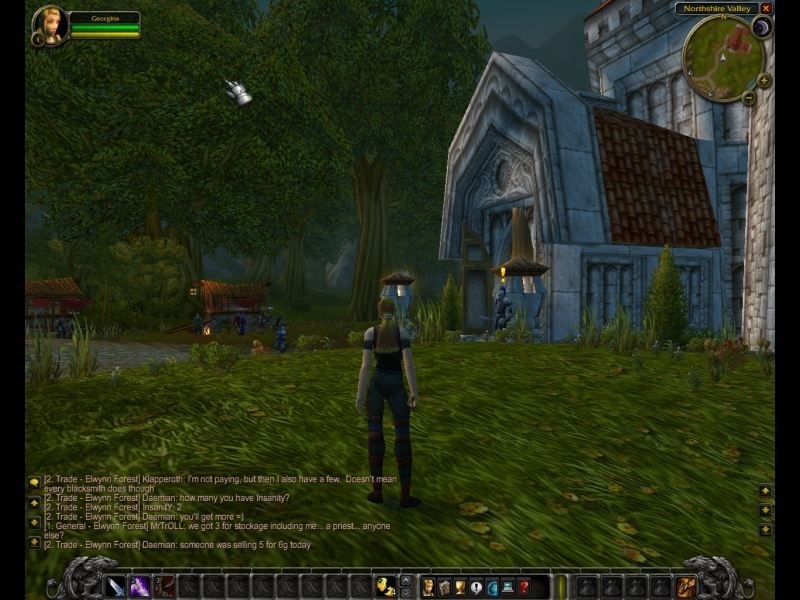 Georgina
Northshire Valley
N
[2. Trade - Elwynn Forest] Klapperoth: I'm not paying, but then I also have a few. Doesn't mean
every blacksmith does though
[2. Trade - Elwynn Forest] Daemian: how many you have Insanity?
[2. Trade - Elwynn Forest] InsanitY: 2
[2. Trade - Elwynn Forest] Daemian: you'll get more =)
[1. General - Elwynn Forest] MrTrOLL: we got 3 for stockage including me... a priest... anyone
else?
[2. Trade - Elwynn Forest] Daemian: someone was selling 5 for 6g today